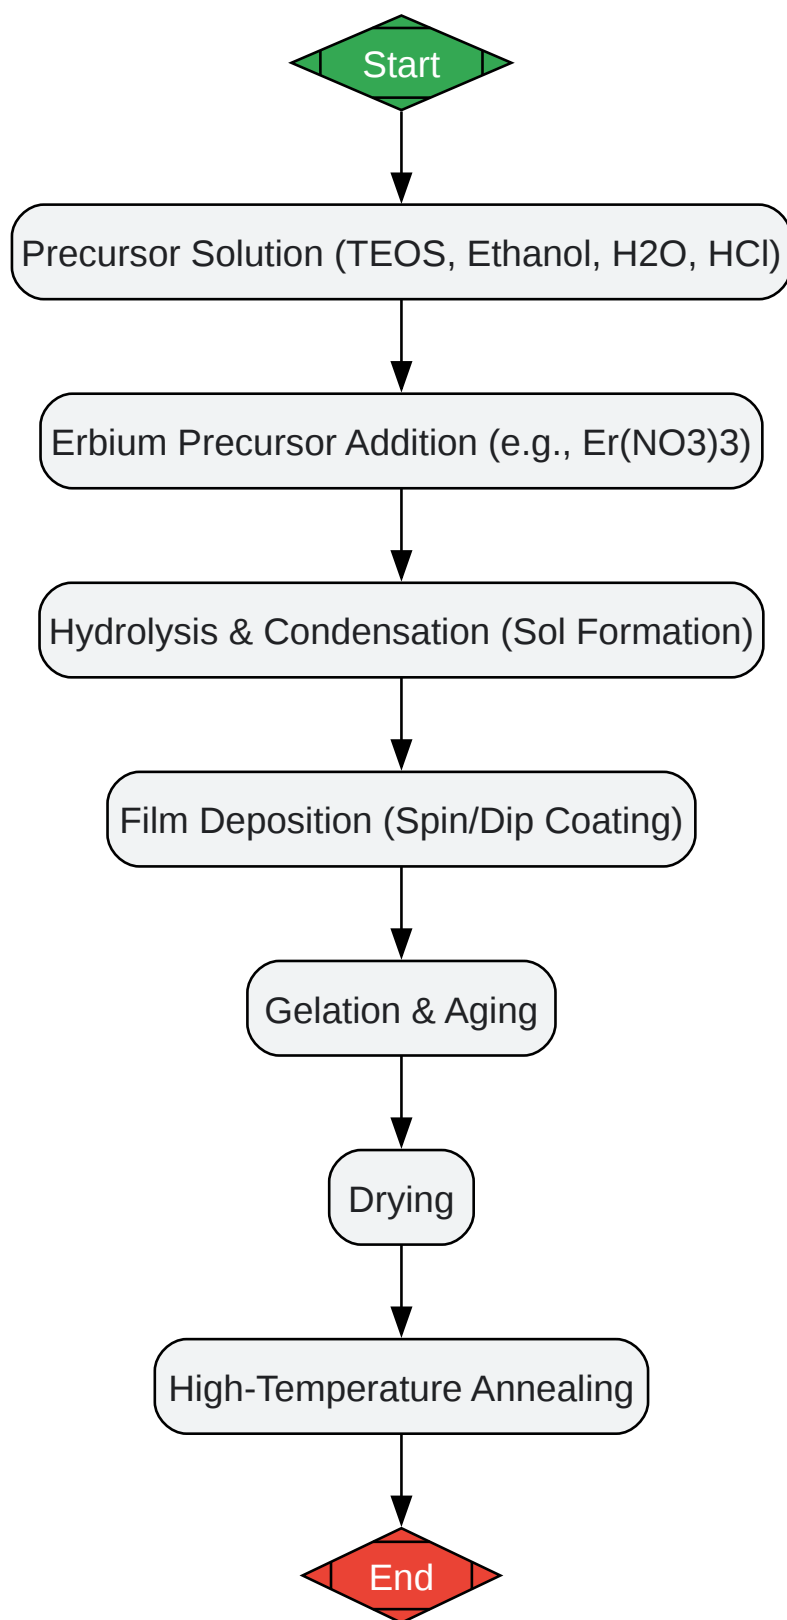 Start
Precursor Solution (TEOS, Ethanol, H2O, HCl)
Erbium Precursor Addition (e.g., Er(NO3)3)
Hydrolysis & Condensation (Sol Formation)
Film Deposition (Spin/Dip Coating)
Gelation & Aging
Drying
High-Temperature Annealing
End